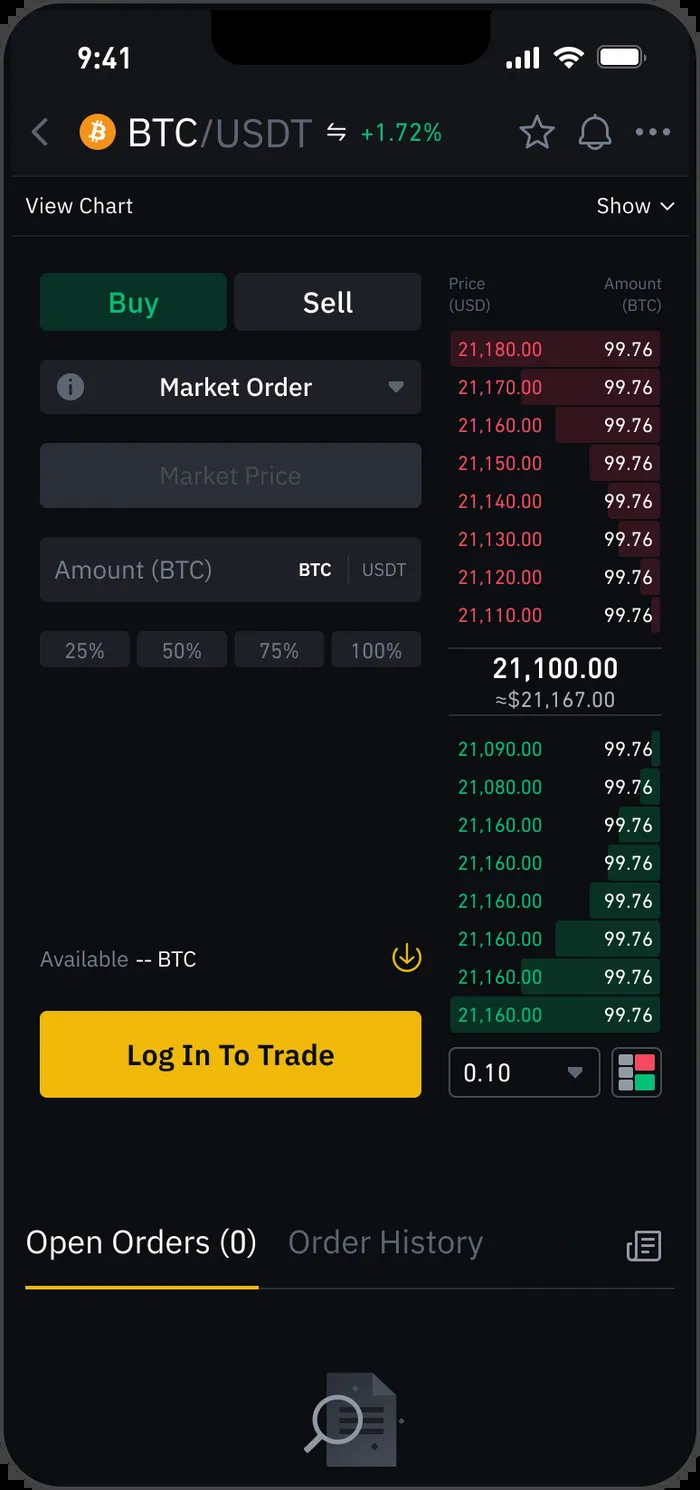 9:41
BTC/USDT ⇋ +1.72%
View Chart
Show
Buy
Sell
Market Order
Market Price
Amount (BTC) BTC USDT
25% 50% 75% 100%
Available -- BTC
Log In To Trade
Price (USD)
Amount (BTC)
21,180.00 99.76
21,170.00 99.76
21,160.00 99.76
21,150.00 99.76
21,140.00 99.76
21,130.00 99.76
21,120.00 99.76
21,110.00 99.76
21,100.00
≈$21,167.00
21,090.00 99.76
21,080.00 99.76
21,160.00 99.76
21,160.00 99.76
21,160.00 99.76
21,160.00 99.76
21,160.00 99.76
21,160.00 99.76
0.10
Open Orders (0)
Order History